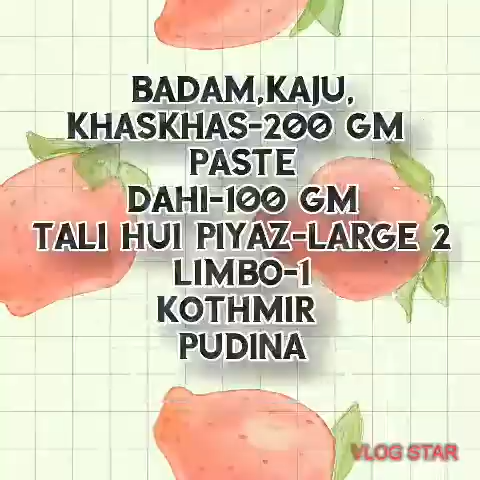 BADAM,KAJU,
KHASKHAS-200 GM
PASTE
DAHI-100 GM
TALI HUI PIYAZ-LARGE 2
LIMBO-1
KOTHMIR
PUDINA
VLOG STAR